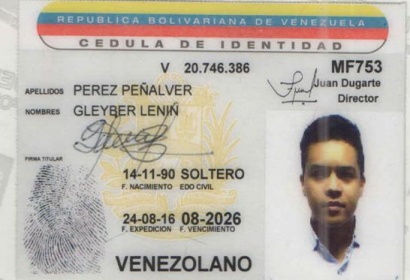 REPUBLICA BOLIVARIANA DE VENEZUELA
CEDULA DE IDENTIDAD
V 20.746.386 MF753
APELLIDOS PEREZ PEÑALVER Juan Dugarte
Director
NOMBRES GLEYBER LENIÑ
FIRMA TITULAR
14-11-90 SOLTERO
F. NACIMIENTO EDO CIVIL
24-08-16 08-2026
F. EXPEDICION F. VENCIMIENTO
VENEZOLANO